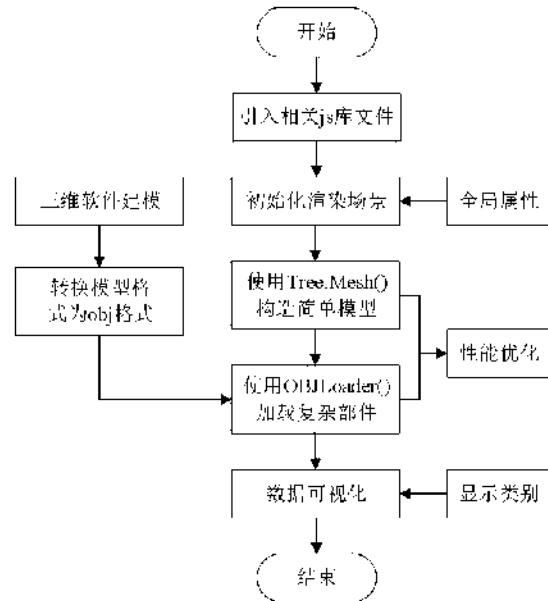 开始
引入相关js库文件
三维软件建模
初始化渲染场景
全局属性
转换模型格
式为obj格式
使用Tree.Mesh()
构造简单模型
性能优化
使用OBJLoader()
加载复杂部件
数据可视化
显示类别
结束